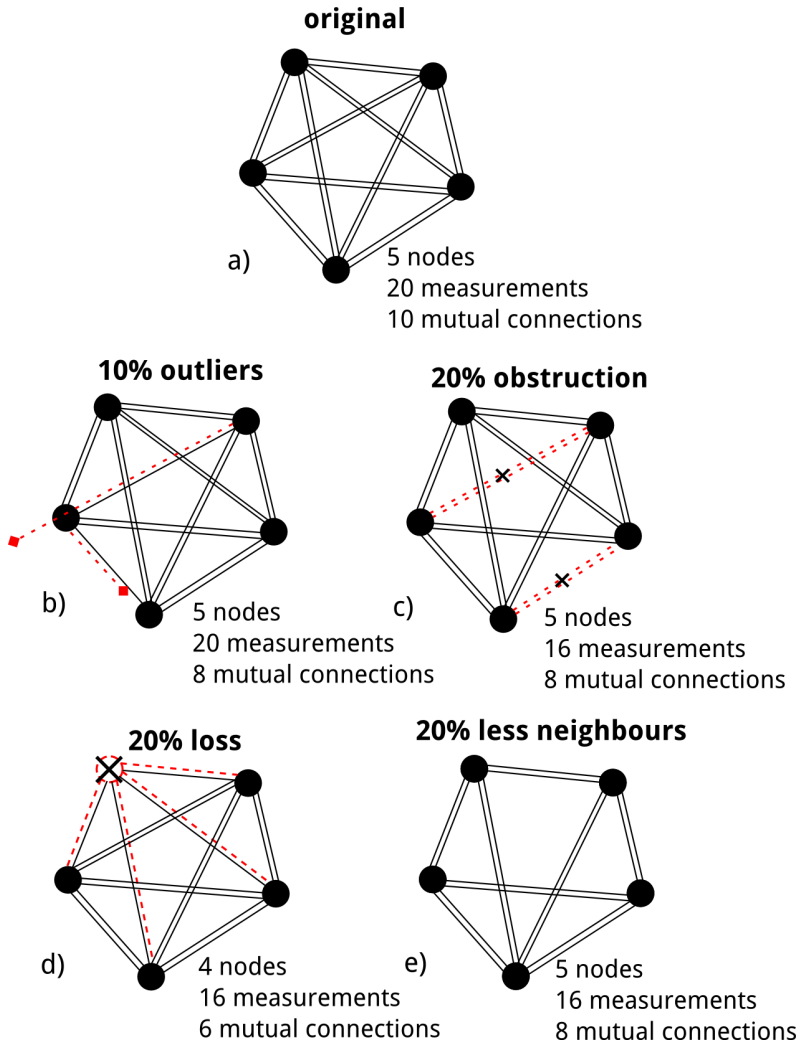 original
a)
5 nodes
20 measurements
10 mutual connections
10% outliers
b)
5 nodes
20 measurements
8 mutual connections
20% obstruction
c)
5 nodes
16 measurements
8 mutual connections
20% loss
d)
4 nodes
16 measurements
6 mutual connections
20% less neighbours
e)
5 nodes
16 measurements
8 mutual connections